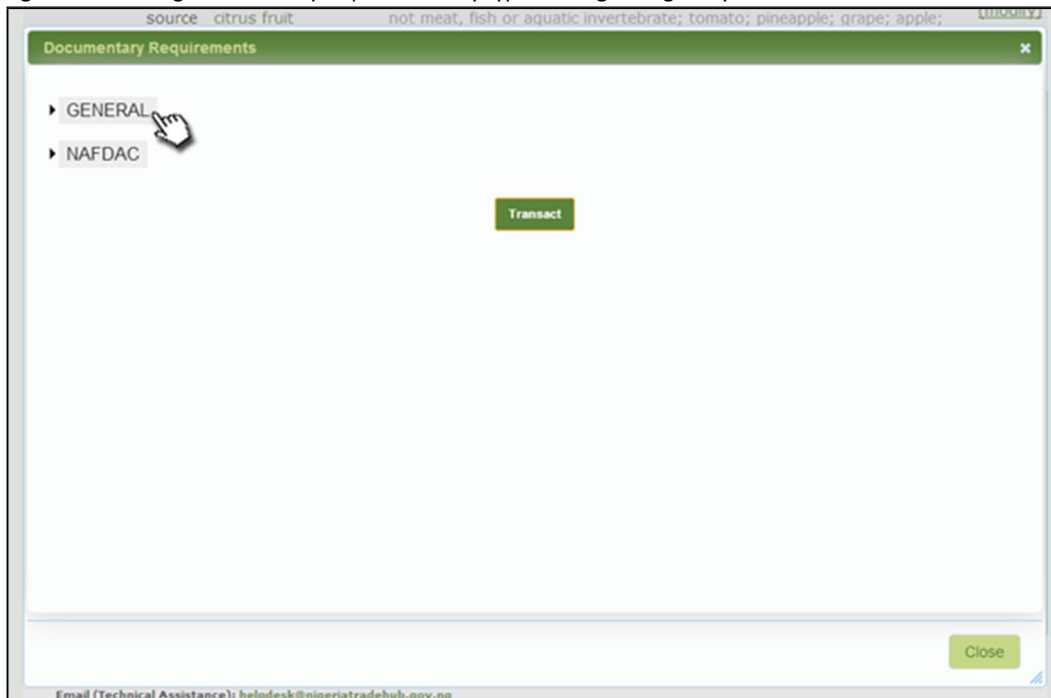 source citrus fruit not meat, fish or aquatic invertebrate; tomato; pineapple; grape; apple; (modify)
Documentary Requirements ×
GENERAL
NAFDAC
Transact
Close
Email (Technical Assistance): helpdesk@nigeriatradehub.gov.ng